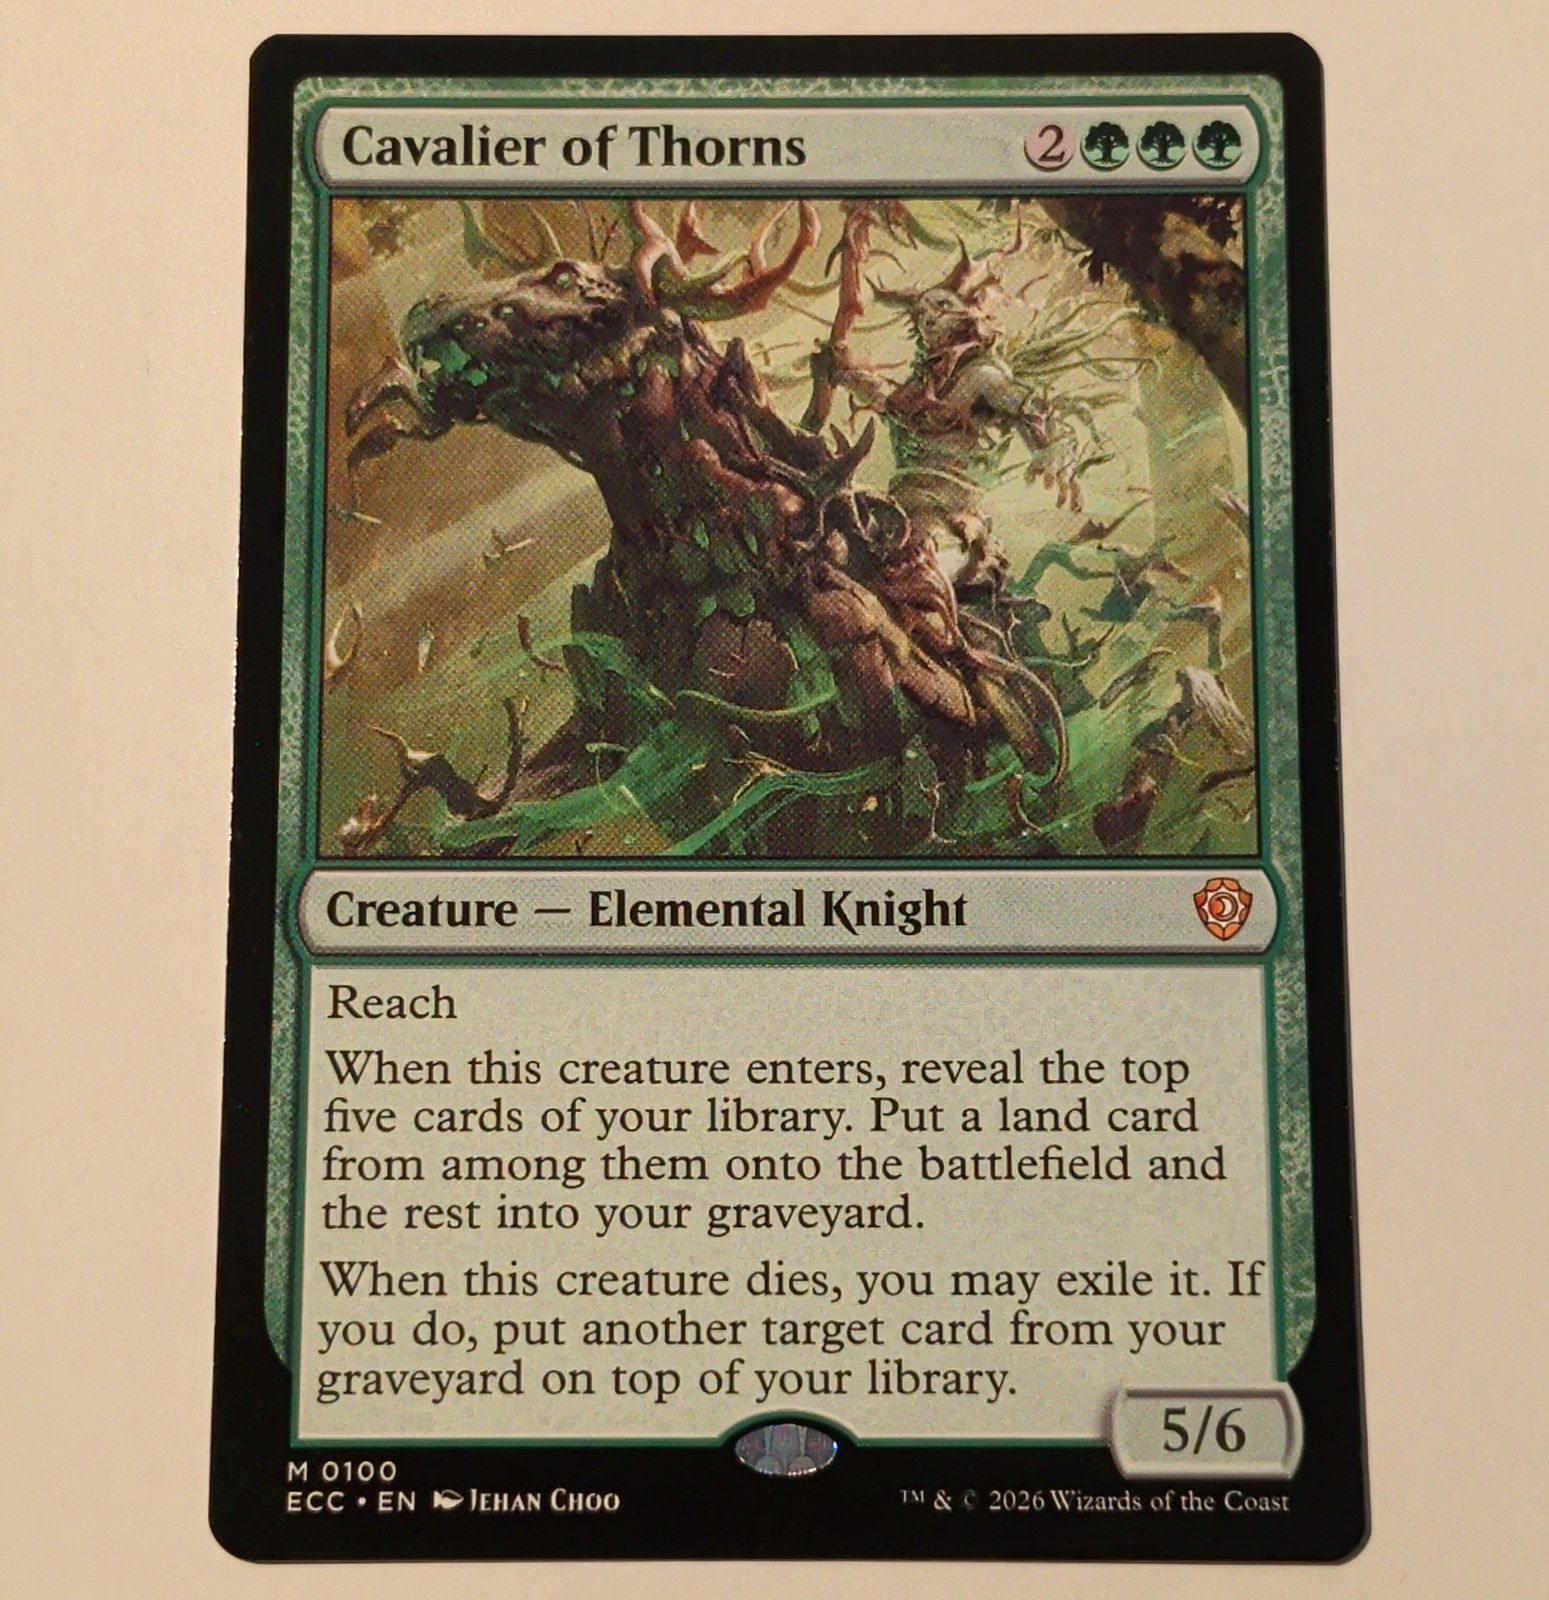 Cavalier of Thorns 2
Creature — Elemental Knight
Reach
When this creature enters, reveal the top
five cards of your library. Put a land card
from among them onto the battlefield and
the rest into your graveyard.
When this creature dies, you may exile it. If
you do, put another target card from your
graveyard on top of your library.
5/6
M 0100
ECC • EN JEHAN CHOO
™ & © 2026 Wizards of the Coast